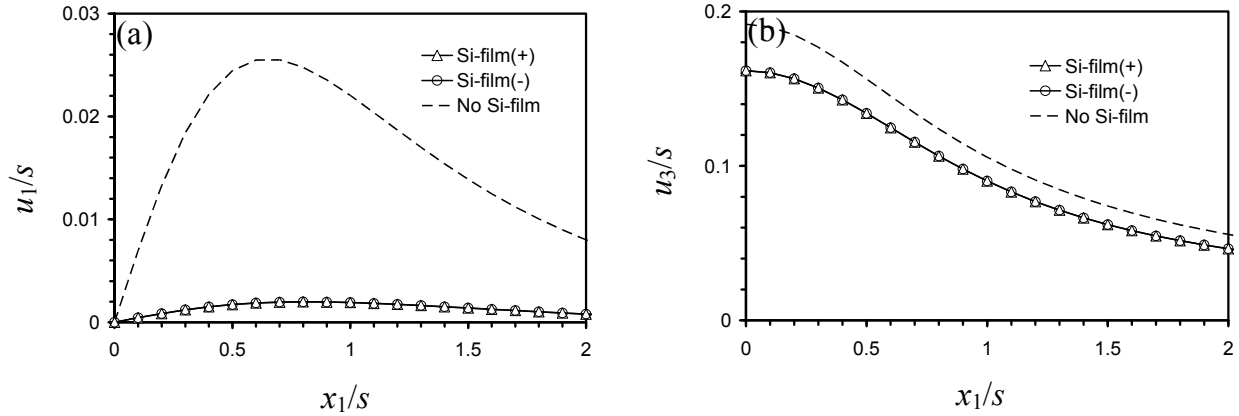 (a)
0.03
0.02
0.01
0
u1/s
Si-film(+)
Si-film(-)
No Si-film
0
0.5
1
1.5
2
x1/s
(b)
0.2
0.1
0
u3/s
Si-film(+)
Si-film(-)
No Si-film
0
0.5
1
1.5
2
x1/s